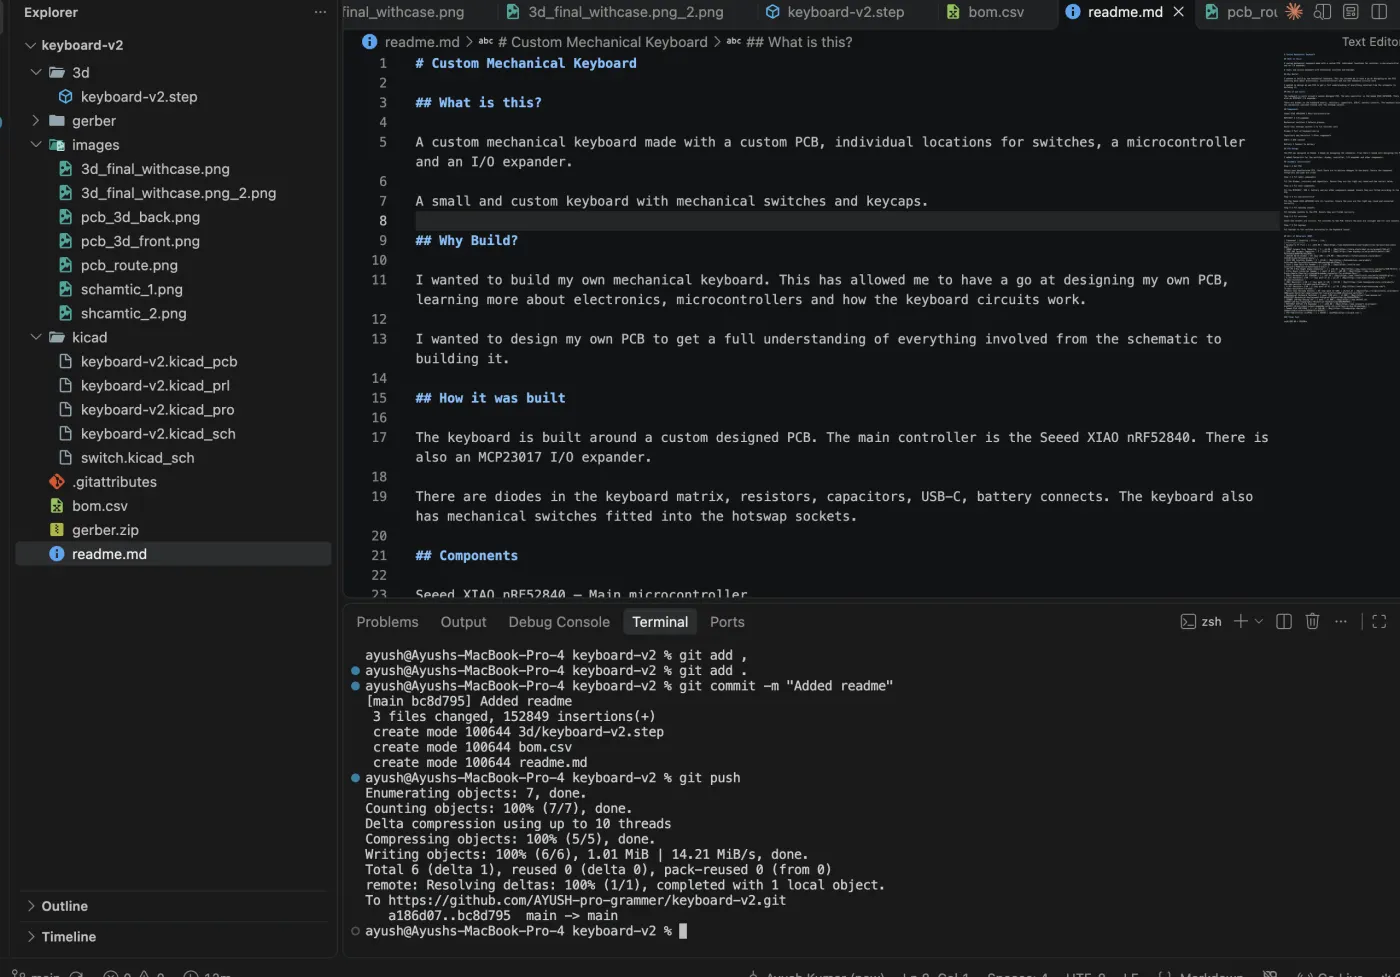 Explorer
keyboard-v2
3d
keyboard-v2.step
gerber
images
3d_final_withcase.png
3d_final_withcase.png_2.png
pcb_3d_back.png
pcb_3d_front.png
pcb_route.png
schamtic_1.png
shcamtic_2.png
kicad
keyboard-v2.kicad_pcb
keyboard-v2.kicad_prl
keyboard-v2.kicad_pro
keyboard-v2.kicad_sch
switch.kicad_sch
.gitattributes
bom.csv
gerber.zip
readme.md
Outline
Timeline
inal_withcase.png 3d_final_withcase.png_2.png keyboard-v2.step bom.csv readme.md pcb_rou
readme.md > abc # Custom Mechanical Keyboard > abc ## What is this? Text Edito
1 # Custom Mechanical Keyboard
2
3 ## What is this?
4
5 A custom mechanical keyboard made with a custom PCB, individual locations for switches, a microcontroller
and an I/O expander.
6
7 A small and custom keyboard with mechanical switches and keycaps.
8
9 ## Why Build?
10
11 I wanted to build my own mechanical keyboard. This has allowed me to have a go at designing my own PCB,
learning more about electronics, microcontrollers and how the keyboard circuits work.
12
13 I wanted to design my own PCB to get a full understanding of everything involved from the schematic to
building it.
14
15 ## How it was built
16
17 The keyboard is built around a custom designed PCB. The main controller is the Seeed XIAO nRF52840. There is
also an MCP23017 I/O expander.
18
19 There are diodes in the keyboard matrix, resistors, capacitors, USB-C, battery connects. The keyboard also
has mechanical switches fitted into the hotswap sockets.
20
21 ## Components
22
23 Seeed XIAO nRF52840 – Main microcontroller
Problems Output Debug Console Terminal Ports zsh
ayush@Ayushs-MacBook-Pro-4 keyboard-v2 % git add ,
ayush@Ayushs-MacBook-Pro-4 keyboard-v2 % git add .
ayush@Ayushs-MacBook-Pro-4 keyboard-v2 % git commit -m "Added readme"
[main bc8d795] Added readme
3 files changed, 152849 insertions(+)
create mode 100644 3d/keyboard-v2.step
create mode 100644 bom.csv
create mode 100644 readme.md
ayush@Ayushs-MacBook-Pro-4 keyboard-v2 % git push
Enumerating objects: 7, done.
Counting objects: 100% (7/7), done.
Delta compression using up to 10 threads
Compressing objects: 100% (5/5), done.
Writing objects: 100% (6/6), 1.01 MiB | 14.21 MiB/s, done.
Total 6 (delta 1), reused 0 (delta 0), pack-reused 0 (from 0)
remote: Resolving deltas: 100% (1/1), completed with 1 local object.
To https://github.com/AYUSH-pro-grammer/keyboard-v2.git
a186d07..bc8d795 main -> main
ayush@Ayushs-MacBook-Pro-4 keyboard-v2 %